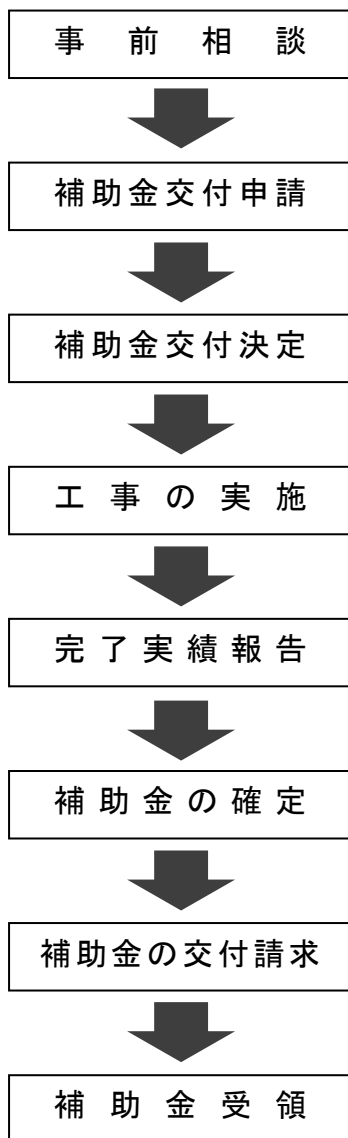 事前相談
補助金交付申請
補助金交付決定
工事の実施
完了実績報告
補助金の確定
補助金の交付請求
補助金受領